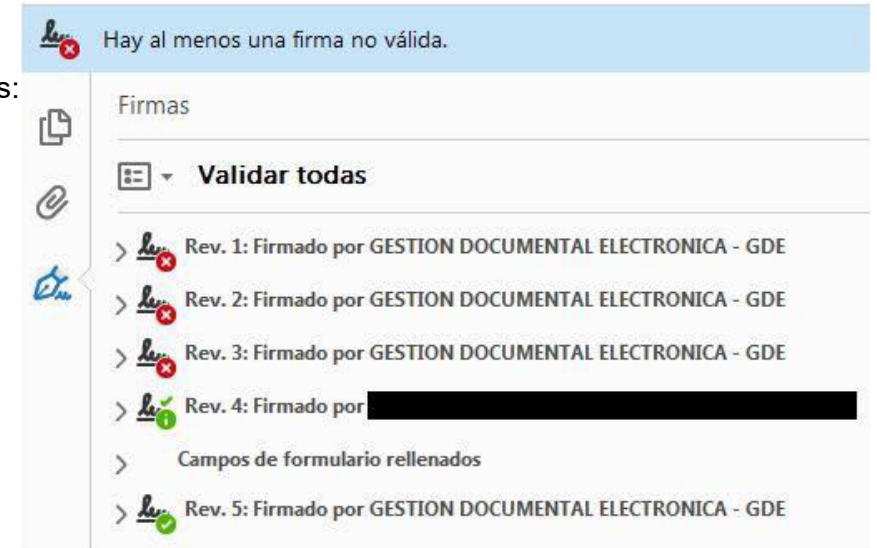 Hay al menos una firma no válida.
s:
Firmas
Validar todas
Rev. 1: Firmado por GESTION DOCUMENTAL ELECTRONICA - GDE
Rev. 2: Firmado por GESTION DOCUMENTAL ELECTRONICA - GDE
Rev. 3: Firmado por GESTION DOCUMENTAL ELECTRONICA - GDE
Rev. 4: Firmado por
Campos de formulario rellenados
Rev. 5: Firmado por GESTION DOCUMENTAL ELECTRONICA - GDE